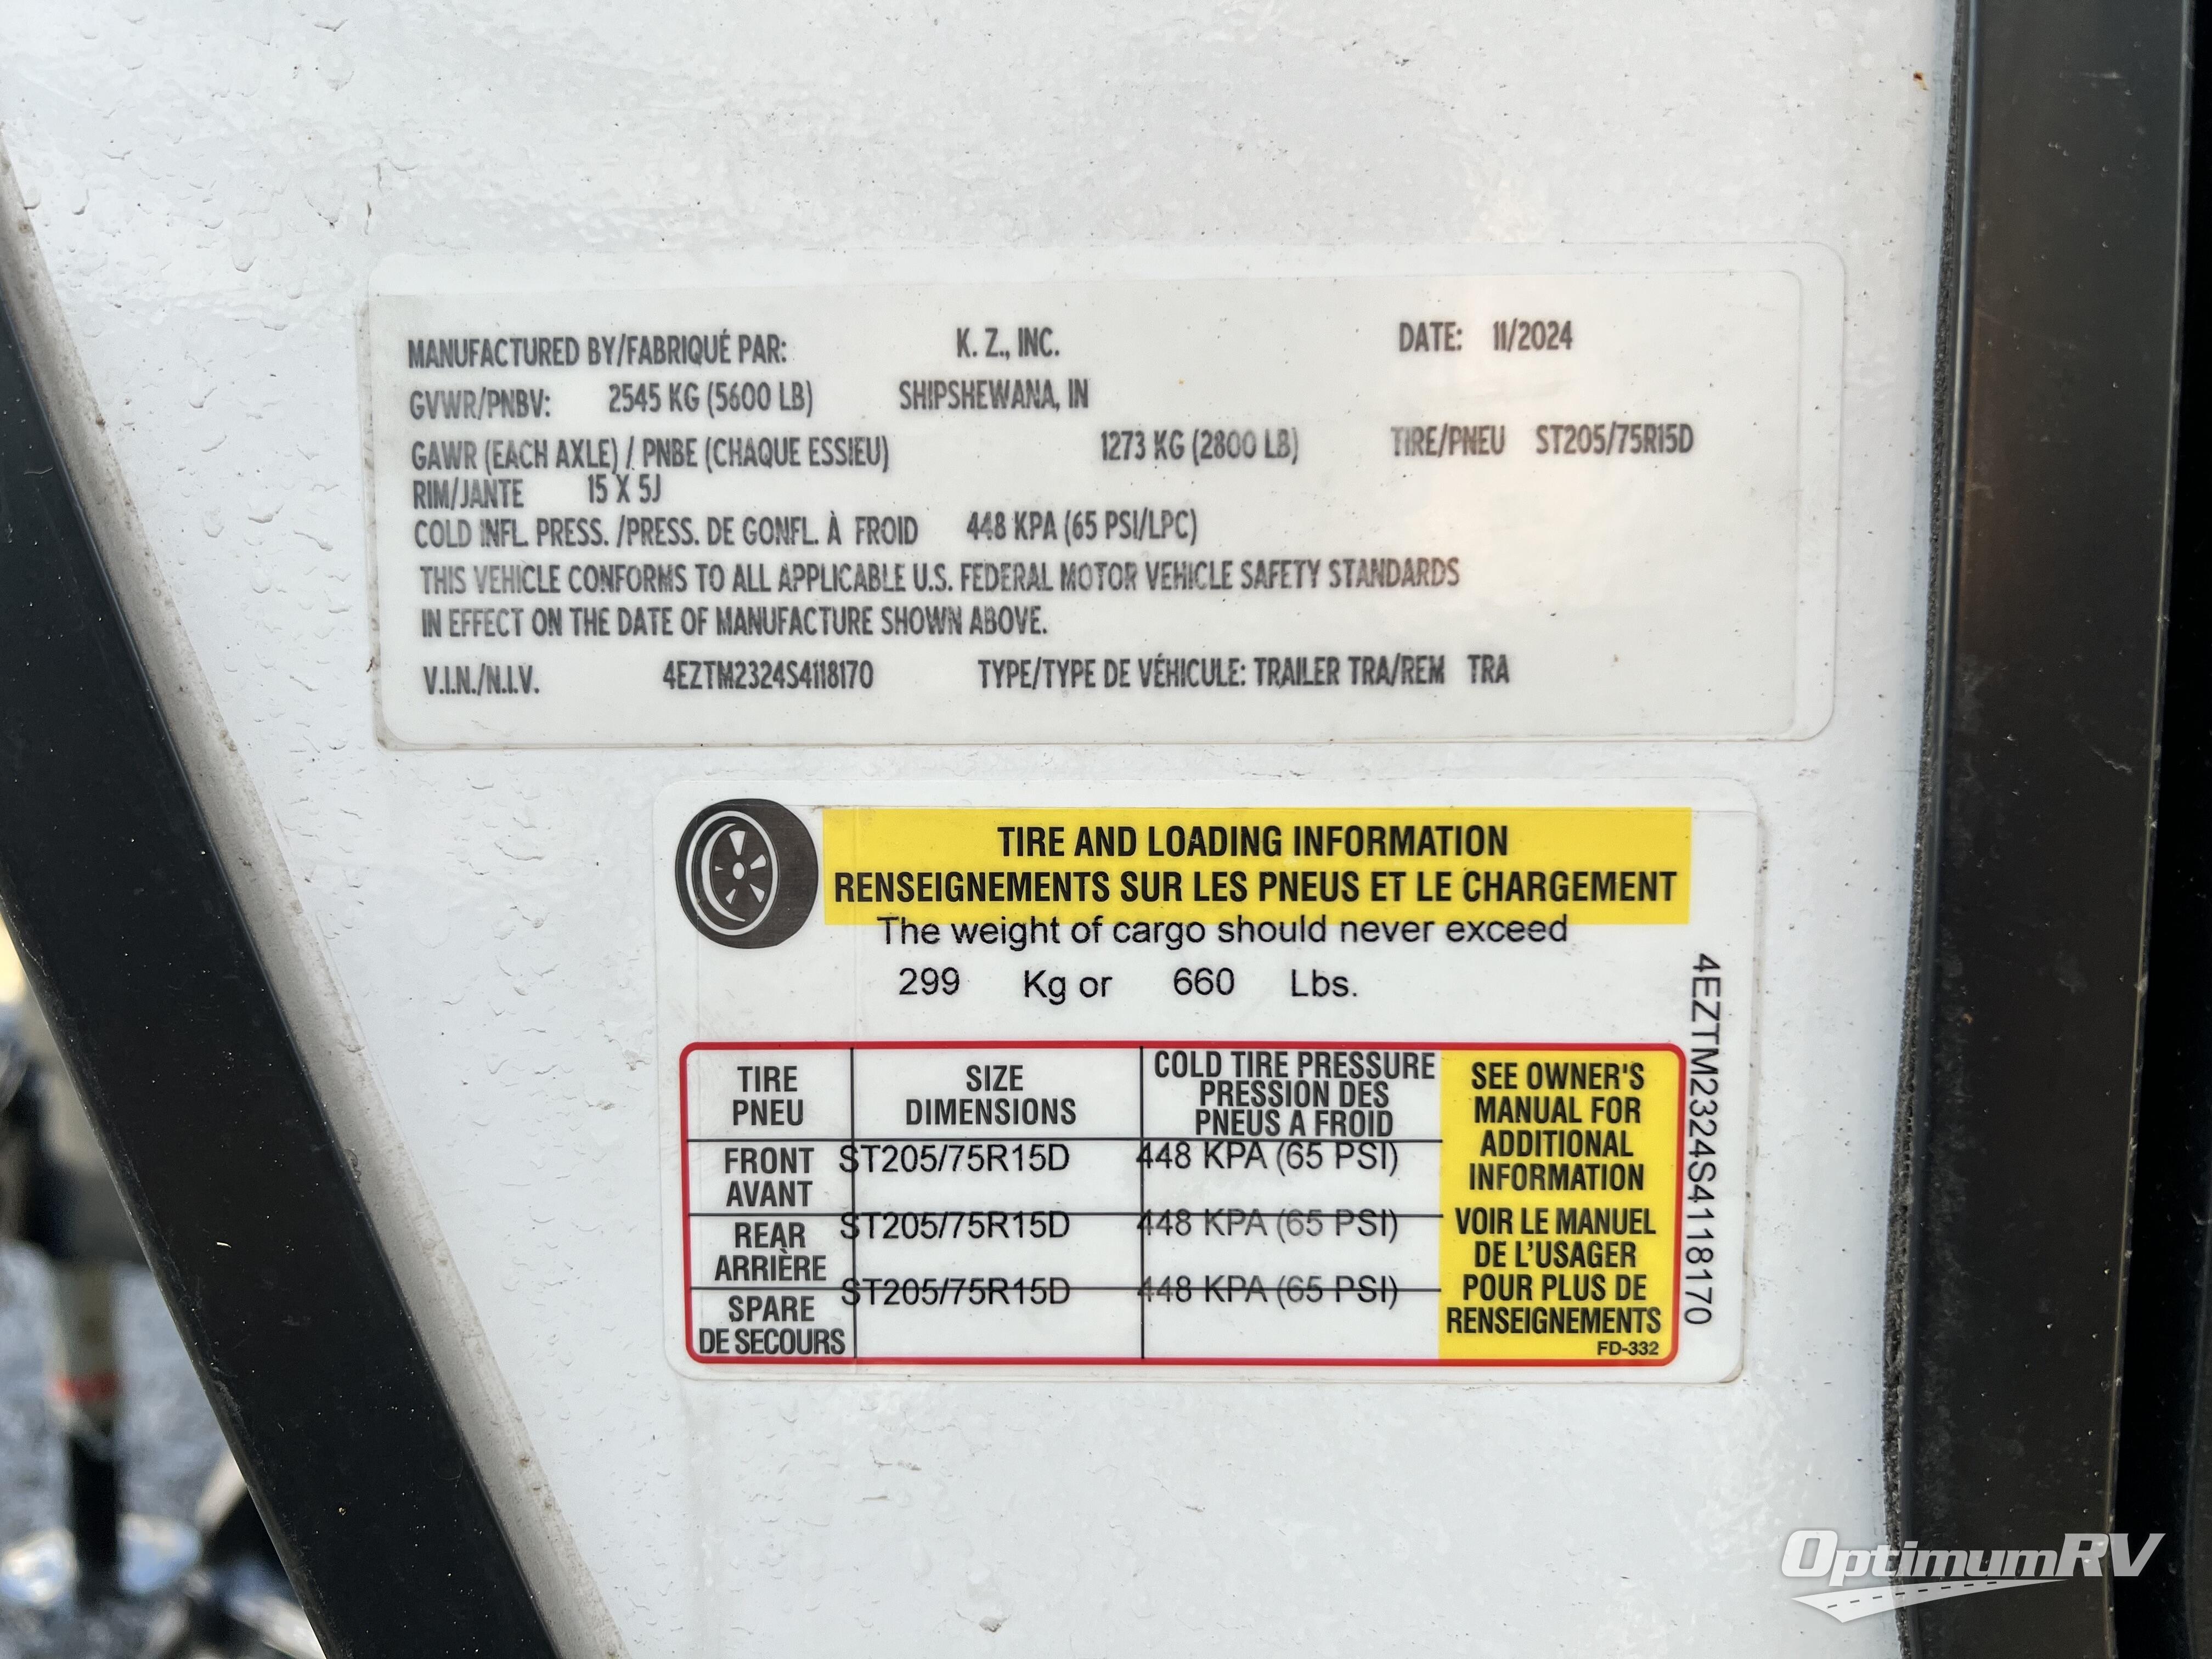 MANUFACTURED BY/FABRIQUÉ PAR: K. Z., INC. DATE: 11/2024
GVWR/PNBV: 2545 KG (5600 LB) SHIPSHEWANA, IN
GAWR (EACH AXLE) / PNBE (CHAQUE ESSIEU) 1273 KG (2800 LB) TIRE/PNEU ST205/75R15D
RIM/JANTE 15 X 5J
COLD INFL. PRESS. /PRESS. DE GONFL. À FROID 448 KPA (65 PSI/LPC)
THIS VEHICLE CONFORMS TO ALL APPLICABLE U.S. FEDERAL MOTOR VEHICLE SAFETY STANDARDS
IN EFFECT ON THE DATE OF MANUFACTURE SHOWN ABOVE.
V.I.N./N.I.V. 4EZTM2324S4118170 TYPE/TYPE DE VÉHICULE: TRAILER TRA/REM TRA
TIRE AND LOADING INFORMATION
RENSEIGNEMENTS SUR LES PNEUS ET LE CHARGEMENT
The weight of cargo should never exceed
299 Kg or 660 Lbs.
TIRE
PNEU
SIZE
DIMENSIONS
COLD TIRE PRESSURE
PRESSION DES
PNEUS A FROID
FRONT
AVANT
ST205/75R15D
448 KPA (65 PSI)
REAR
ARRIÈRE
ST205/75R15D
448 KPA (65 PSI)
SPARE
DE SECOURS
ST205/75R15D
448 KPA (65 PSI)
SEE OWNER'S
MANUAL FOR
ADDITIONAL
INFORMATION
VOIR LE MANUEL
DE L'USAGER
POUR PLUS DE
RENSEIGNEMENTS
FD-332
4EZTM2324S4118170
OptimumRV